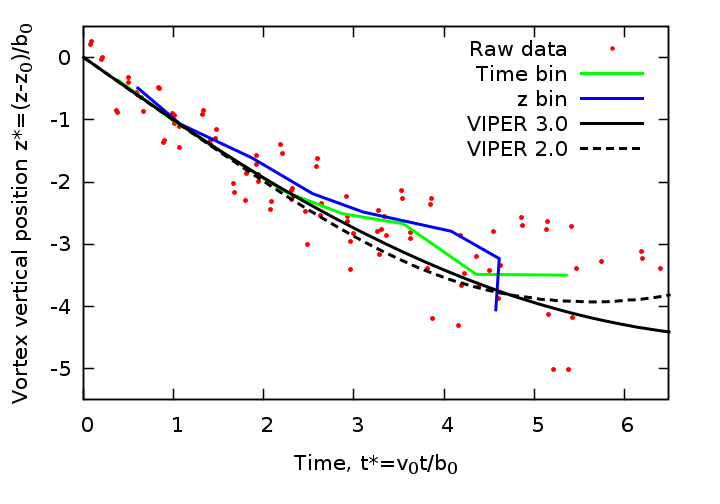 Raw data
Time bin
z bin
VIPER 3.0
VIPER 2.0
Vortex vertical position z*=(z-z₀)/b₀
0
-1
-2
-3
-4
-5
0 1 2 3 4 5 6
Time, t*=v₀t/b₀